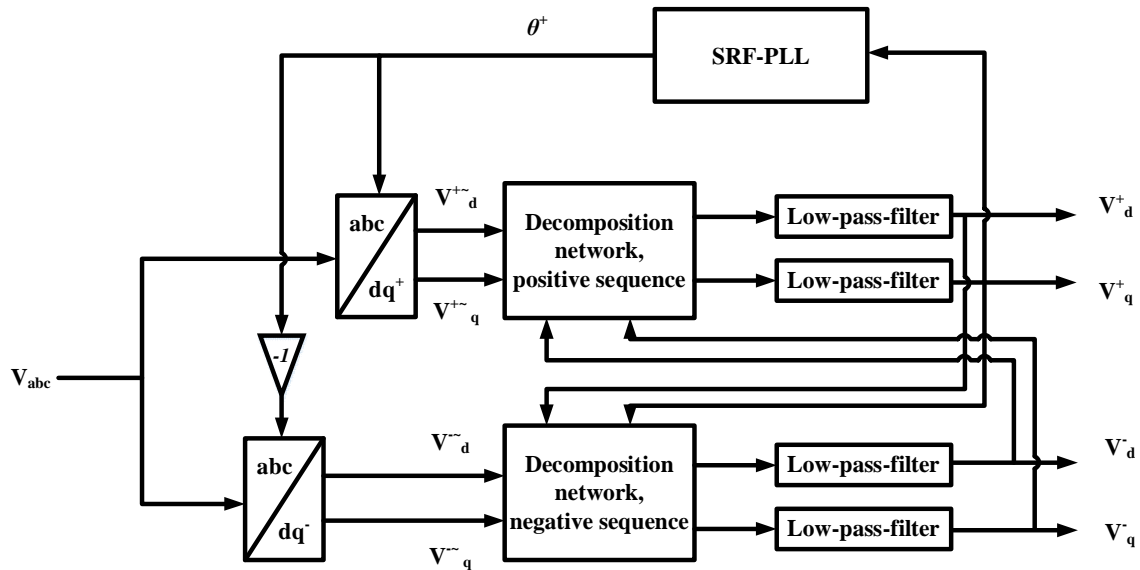 θ⁺
SRF-PLL
abc
dq⁺
V⁺~d
V⁺~q
Decomposition
network,
positive sequence
Low-pass-filter
V⁺d
Low-pass-filter
V⁺q
-1
Vabc
abc
dq⁻
V⁻~d
V⁻~q
Decomposition
network,
negative sequence
Low-pass-filter
V⁻d
Low-pass-filter
V⁻q